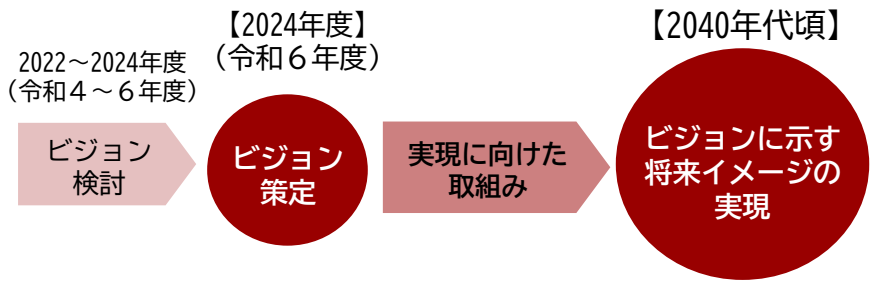 2022～2024年度
（令和４～６年度）
ビジョン
検討
【2024年度】
（令和６年度）
ビジョン
策定
実現に向けた
取組み
【2040年代頃】
ビジョンに示す
将来イメージの
実現